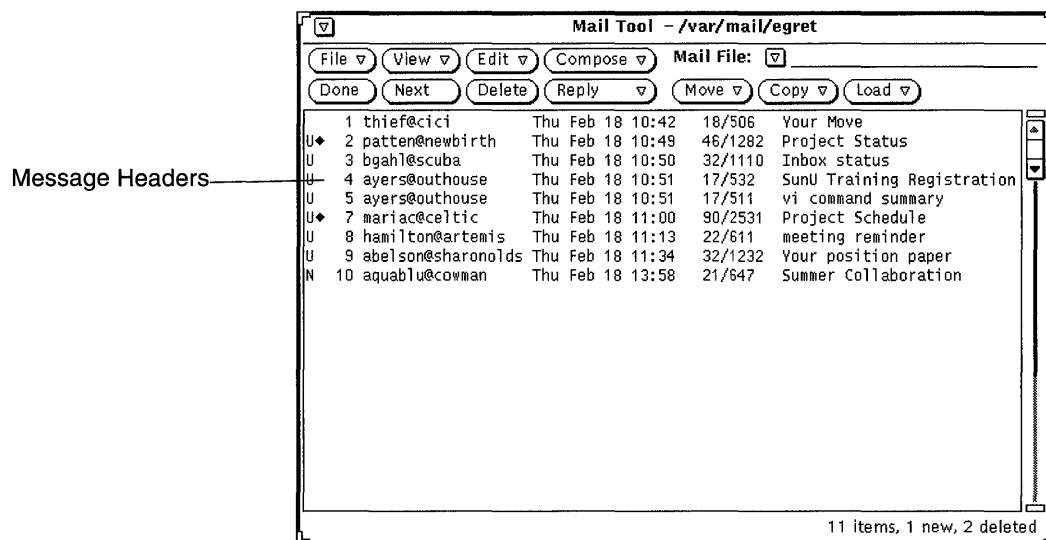 Mail Tool - /var/mail/egret
File View Edit Compose Mail File:
Done Next Delete Reply Move Copy Load
1 thief@cici Thu Feb 18 10:42 18/506 Your Move
U◆ 2 patten@newbirth Thu Feb 18 10:49 46/1282 Project Status
U 3 bgahl@scuba Thu Feb 18 10:50 32/1110 Inbox status
Message Headers
U 4 ayers@outhouse Thu Feb 18 10:51 17/532 SunU Training Registration
U 5 ayers@outhouse Thu Feb 18 10:51 17/511 vi command summary
U◆ 7 mariac@celtic Thu Feb 18 11:00 90/2531 Project Schedule
U 8 hamilton@artemis Thu Feb 18 11:13 22/611 meeting reminder
U 9 abelson@sharonolds Thu Feb 18 11:34 32/1232 Your position paper
N 10 aquablu@cowman Thu Feb 18 13:58 21/647 Summer Collaboration
11 items, 1 new, 2 deleted